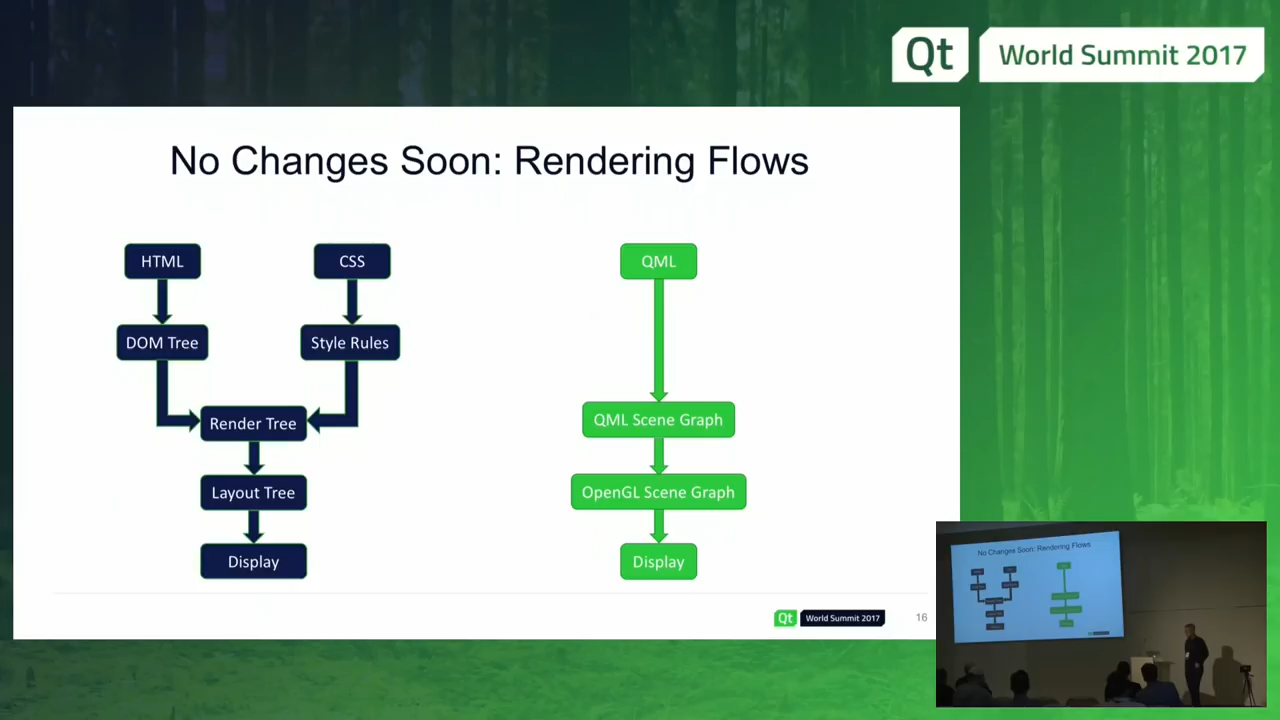 Qt World Summit 2017
No Changes Soon: Rendering Flows
HTML
CSS
QML
DOM Tree
Style Rules
Render Tree
QML Scene Graph
Layout Tree
OpenGL Scene Graph
Display
Display
Qt World Summit 2017
16
No Changes Soon: Rendering Flows